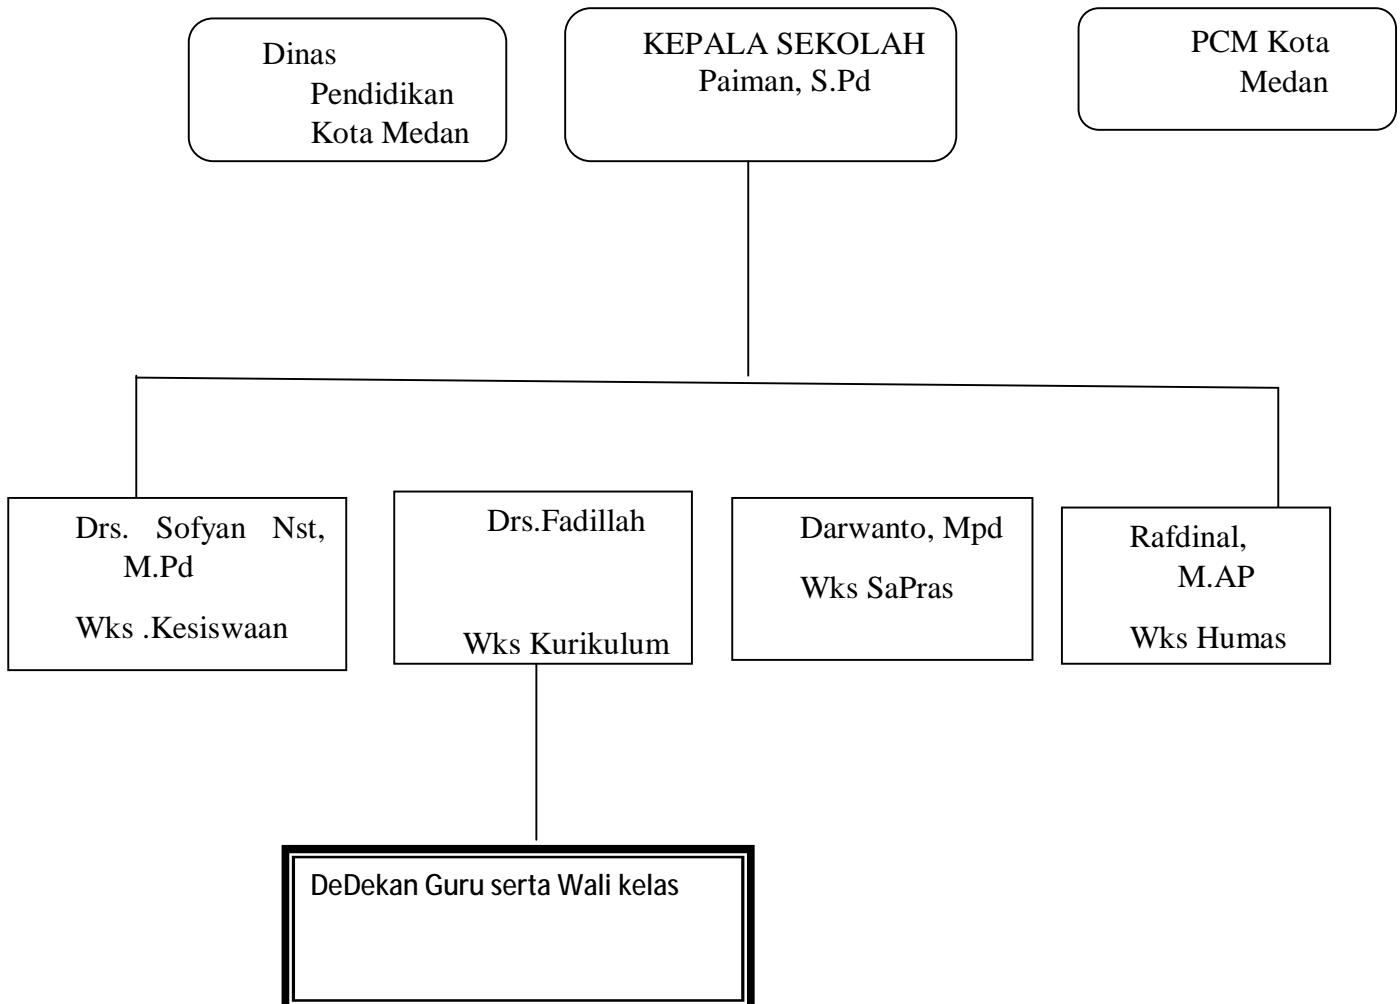 Dinas
Pendidikan
Kota Medan
KEPALA SEKOLAH
Paiman, S.Pd
PCM Kota
Medan
Drs. Sofyan Nst,
M.Pd
Wks .Kesiswaan
Drs.Fadillah
Wks Kurikulum
Darwanto, Mpd
Wks SaPras
Rafdinal,
M.AP
Wks Humas
DeDekan Guru serta Wali kelas